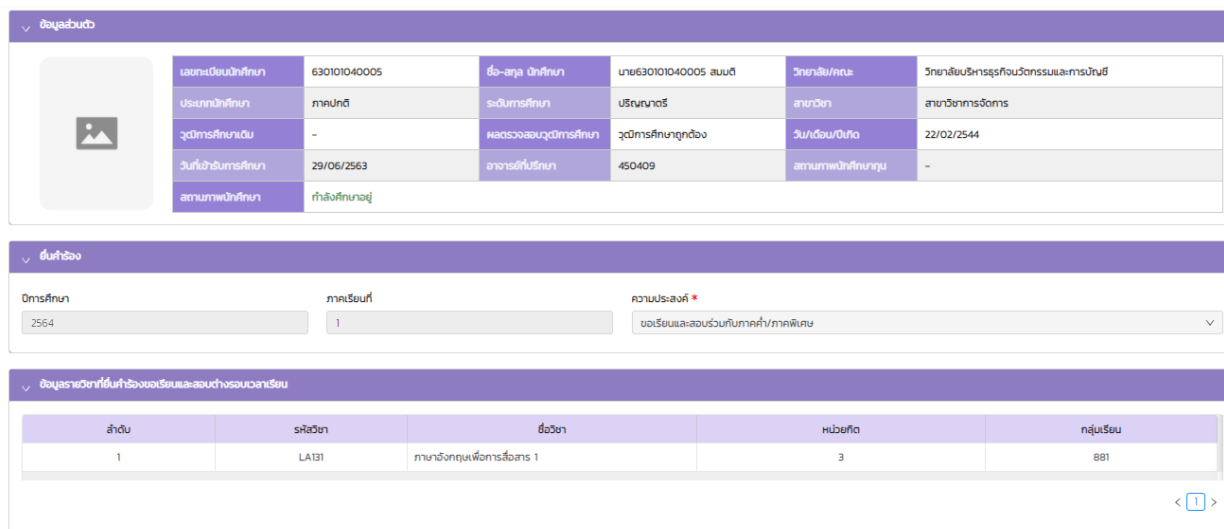 ข้อมูลส่วนตัว
เลขทะเบียนนักศึกษา 630101040005 ชื่อ-สกุล นักศึกษา นาย630101040005 สมมติ วิทยาลัย/คณะ วิทยาลัยบริหารธุรกิจนวัตกรรมและการบัญชี
ประเภทนักศึกษา ภาคปกติ ระดับการศึกษา ปริญญาตรี สาขาวิชา สาขาวิชาการจัดการ
วุฒิการศึกษาเดิม - ผลตรวจสอบวุฒิการศึกษา วุฒิการศึกษาถูกต้อง วัน/เดือน/ปีเกิด 22/02/2544
วันที่เข้ารับการศึกษา 29/06/2563 อาจารย์ที่ปรึกษา 450409 สถานภาพนักศึกษาทุน -
สถานภาพนักศึกษา กำลังศึกษาอยู่
ยื่นคำร้อง
ปีการศึกษา ภาคเรียนที่ ความประสงค์ *
2564 1 ขอเรียนและสอบร่วมกับภาคค่ำ/ภาคพิเศษ
ข้อมูลรายวิชาที่ยื่นคำร้องขอเรียนและสอบต่างรอบเวลาเรียน
ลำดับ รหัสวิชา ชื่อวิชา หน่วยกิต กลุ่มเรียน
1 LA131 ภาษาอังกฤษเพื่อการสื่อสาร 1 3 881
< 1 >